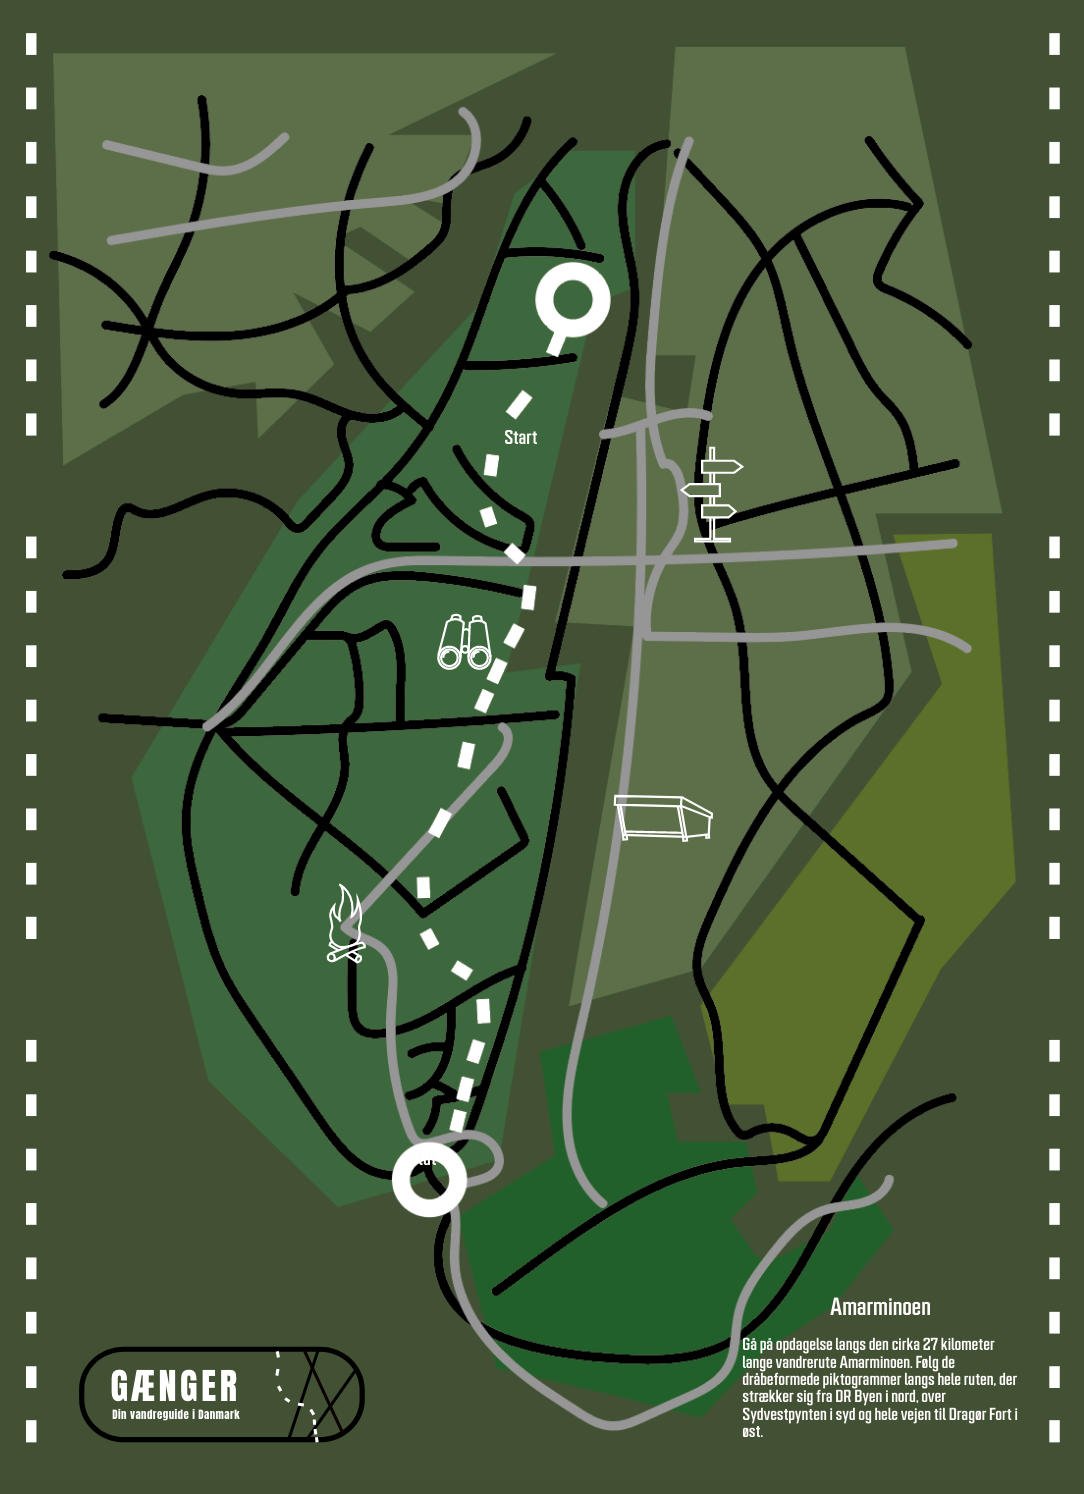 Start
Amarminoen
Gå på opdagelse langs den cirka 27 kilometer
lange vandrerute Amarminoen. Følg de
dråbeformede piktogrammer langs hele ruten, der
strækker sig fra DR Byen i nord, over
Sydvestpynten i syd og hele vejen til Dragør Fort i
øst.
GÆNGER
Din vandreguide i Danmark